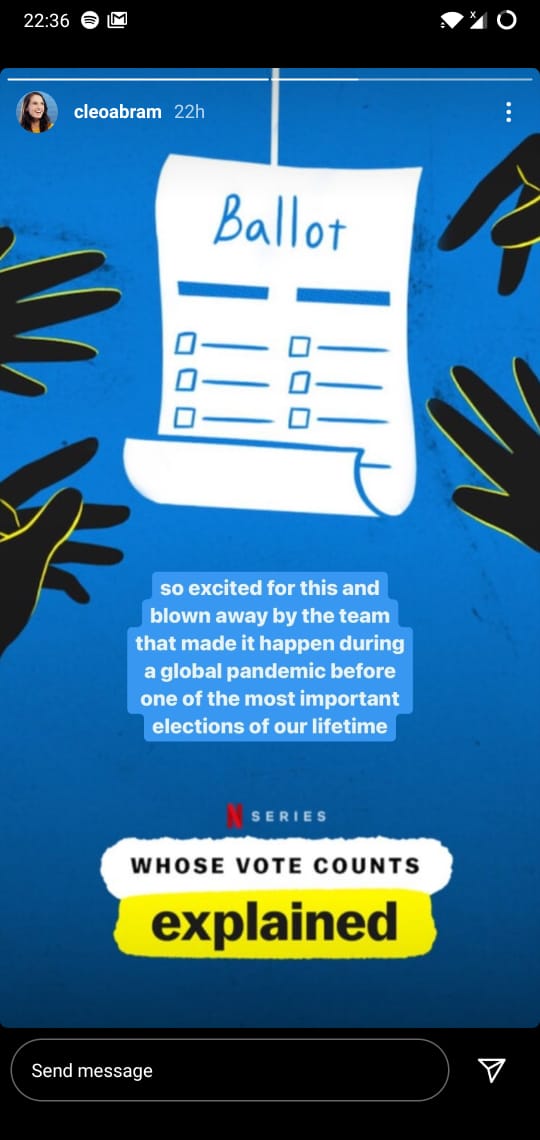 22:36
cleoabram 22h
Ballot
so excited for this and
blown away by the team
that made it happen during
a global pandemic before
one of the most important
elections of our lifetime
N SERIES
WHOSE VOTE COUNTS
explained
Send message